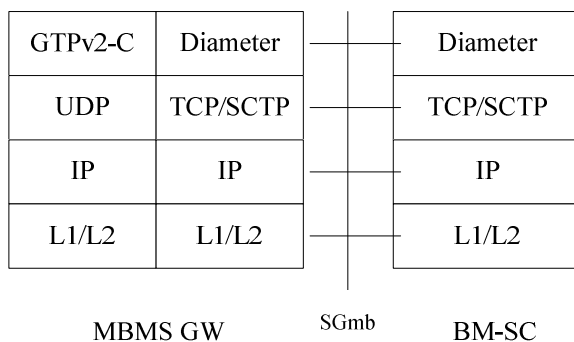 GTPv2-C Diameter Diameter
UDP TCP/SCTP TCP/SCTP
IP IP IP
L1/L2 L1/L2 L1/L2
MBMS GW SGmb BM-SC